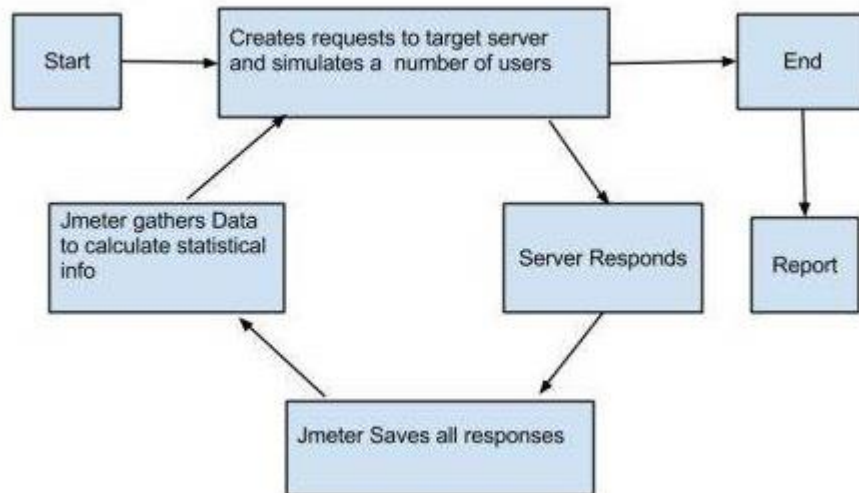 Start
Creates requests to target server
and simulates a  number of users
End
Jmeter gathers Data
to calculate statistical
info
Server Responds
Report
Jmeter Saves all responses